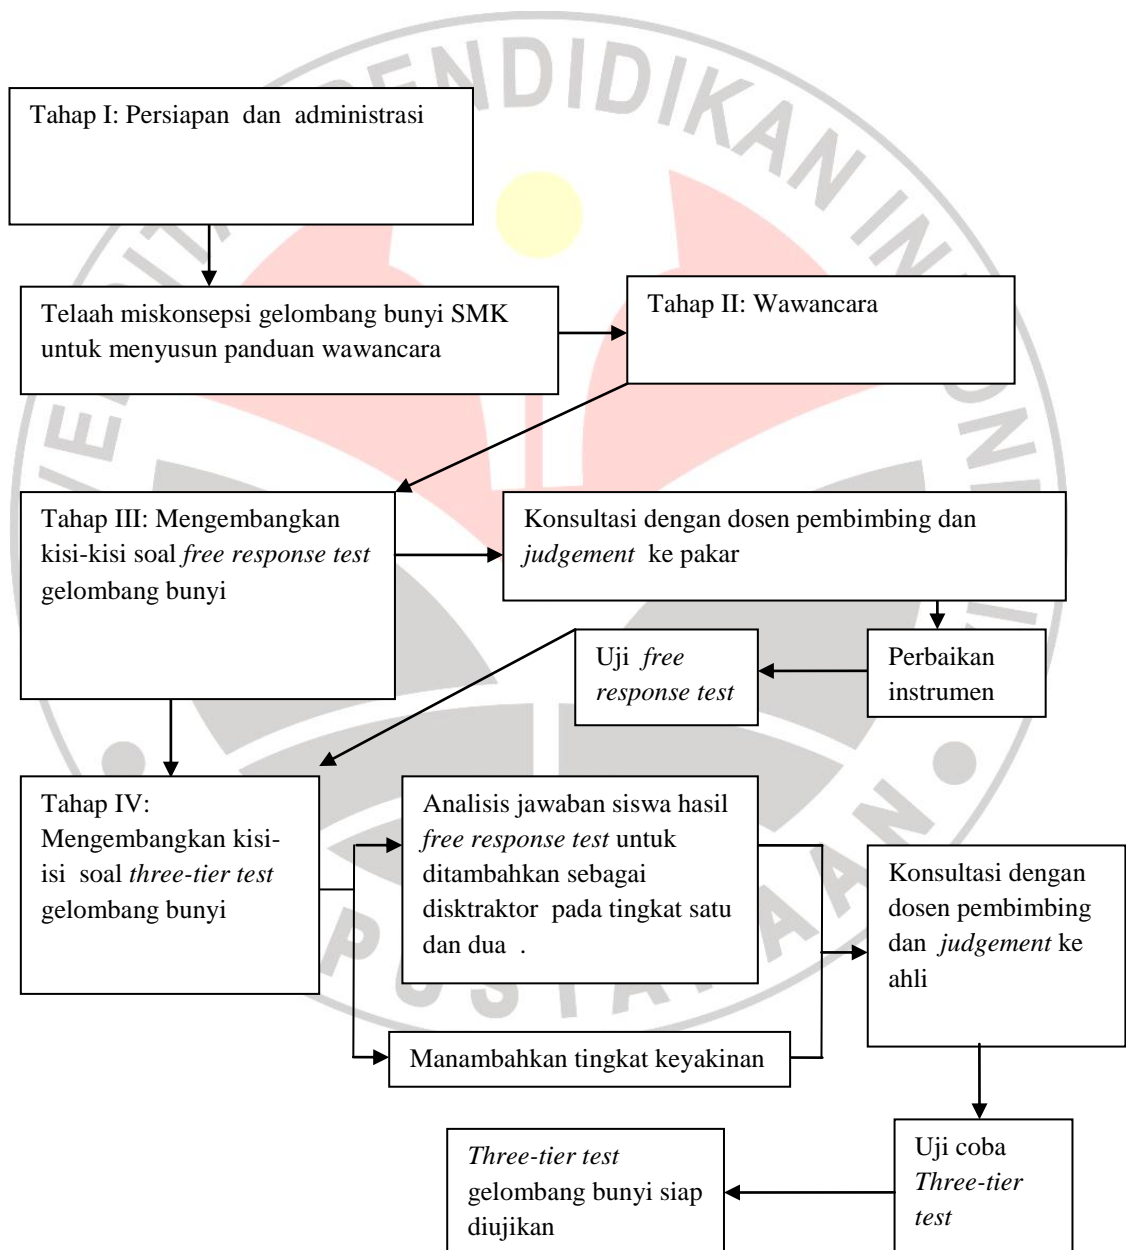 Tahap I: Persiapan dan administrasi
Telaah miskonsepsi gelombang bunyi SMK
untuk menyusun panduan wawancara
Tahap II: Wawancara
Tahap III: Mengembangkan
kisi-kisi soal free response test
gelombang bunyi
Konsultasi dengan dosen pembimbing dan
judgement ke pakar
Perbaikan
instrumen
Uji free
response test
Tahap IV:
Mengembangkan kisi-
isi soal three-tier test
gelombang bunyi
Analisis jawaban siswa hasil
free response test untuk
ditambahkan sebagai
disktraktor pada tingkat satu
dan dua .
Manambahkan tingkat keyakinan
Konsultasi dengan
dosen pembimbing
dan judgement ke
ahli
Uji coba
Three-tier
test
Three-tier test
gelombang bunyi siap
diujikan